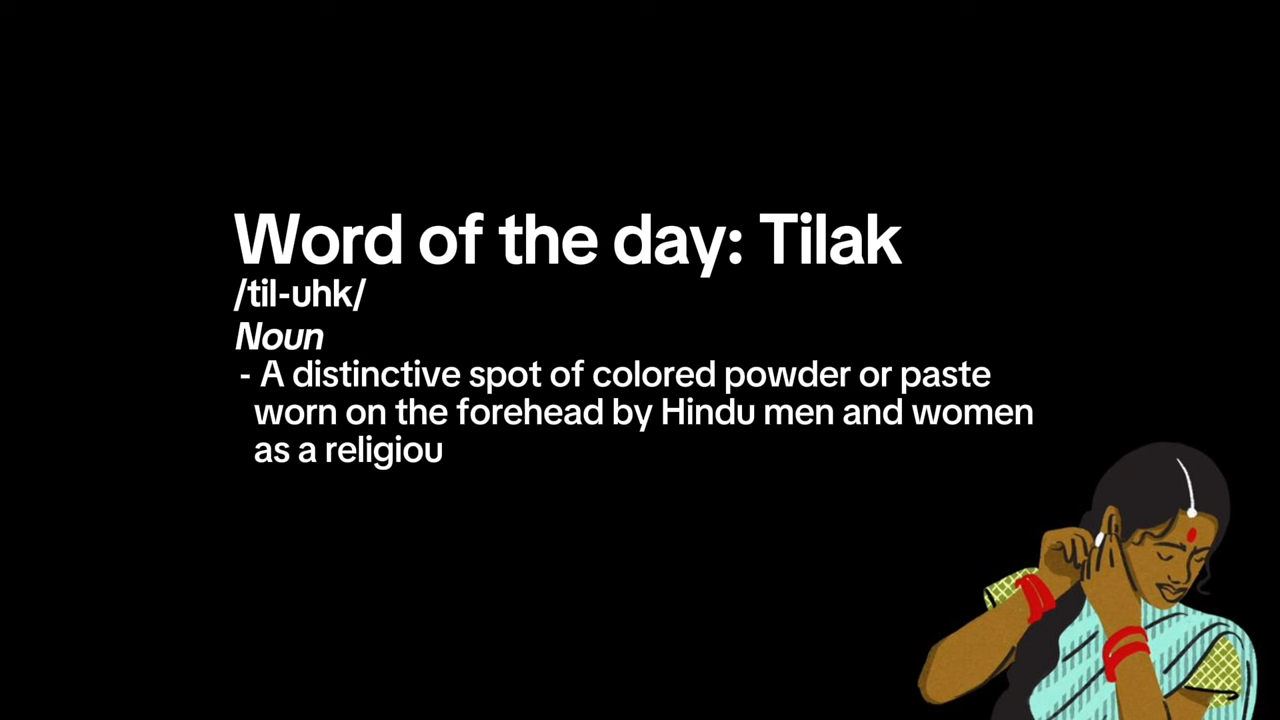 Word of the day: Tilak
/til-uhk/
Noun
- A distinctive spot of colored powder or paste
worn on the forehead by Hindu men and women
as a religiou